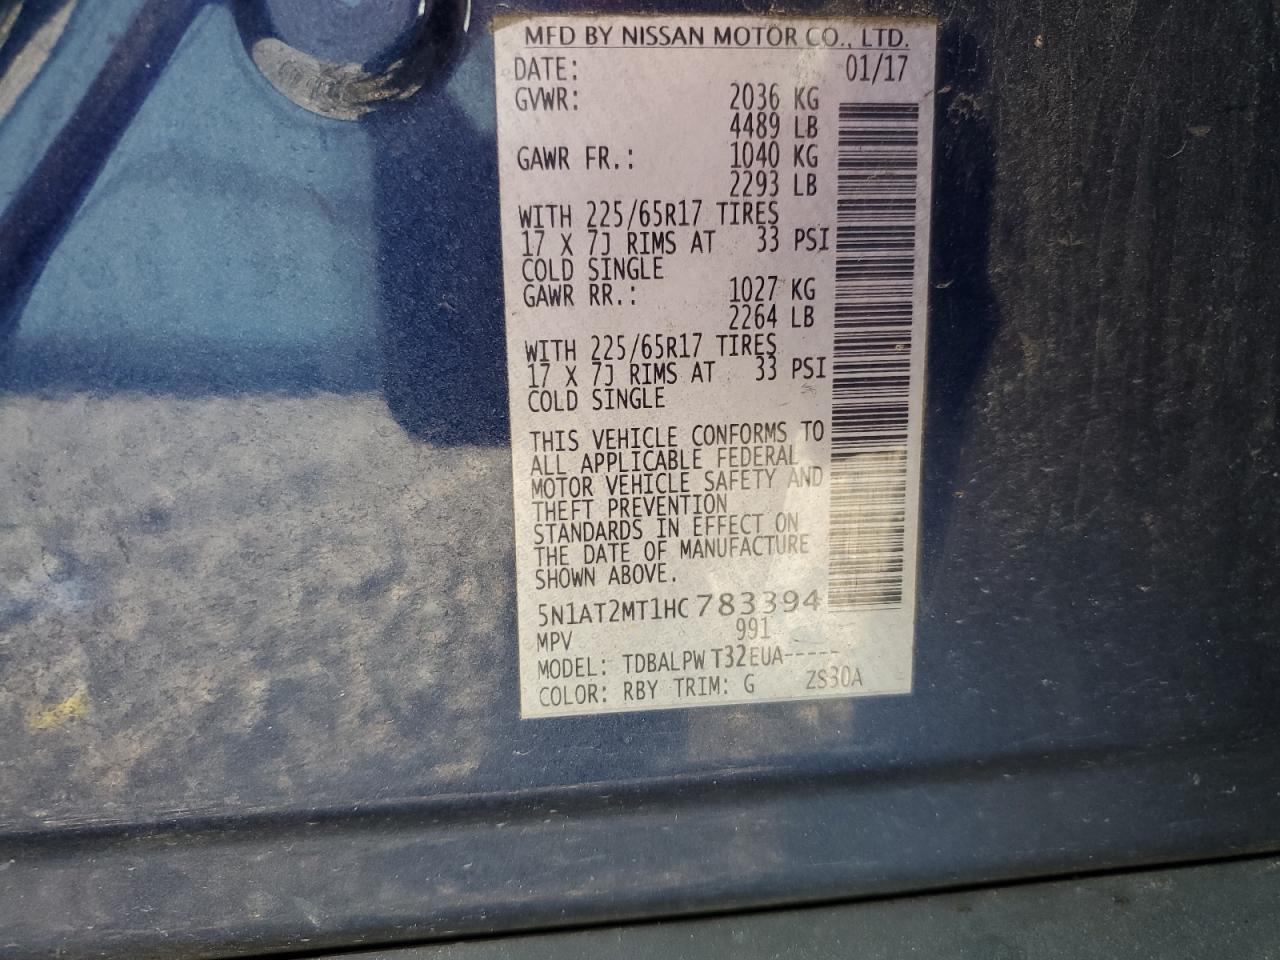 MFD BY NISSAN MOTOR CO., LTD.
DATE: 01/17
GVWR: 2036 KG
4489 LB
GAWR FR.: 1040 KG
2293 LB
WITH 225/65R17 TIRES
17 X 7J RIMS AT 33 PSI
COLD SINGLE
GAWR RR.: 1027 KG
2264 LB
WITH 225/65R17 TIRES
17 X 7J RIMS AT 33 PSI
COLD SINGLE
THIS VEHICLE CONFORMS TO
ALL APPLICABLE FEDERAL
MOTOR VEHICLE SAFETY AND
THEFT PREVENTION
STANDARDS IN EFFECT ON
THE DATE OF MANUFACTURE
SHOWN ABOVE.
5N1AT2MT1HC783394
MPV 991
MODEL: TDBALPW T32EUA-----
COLOR: RBY TRIM: G ZS30A